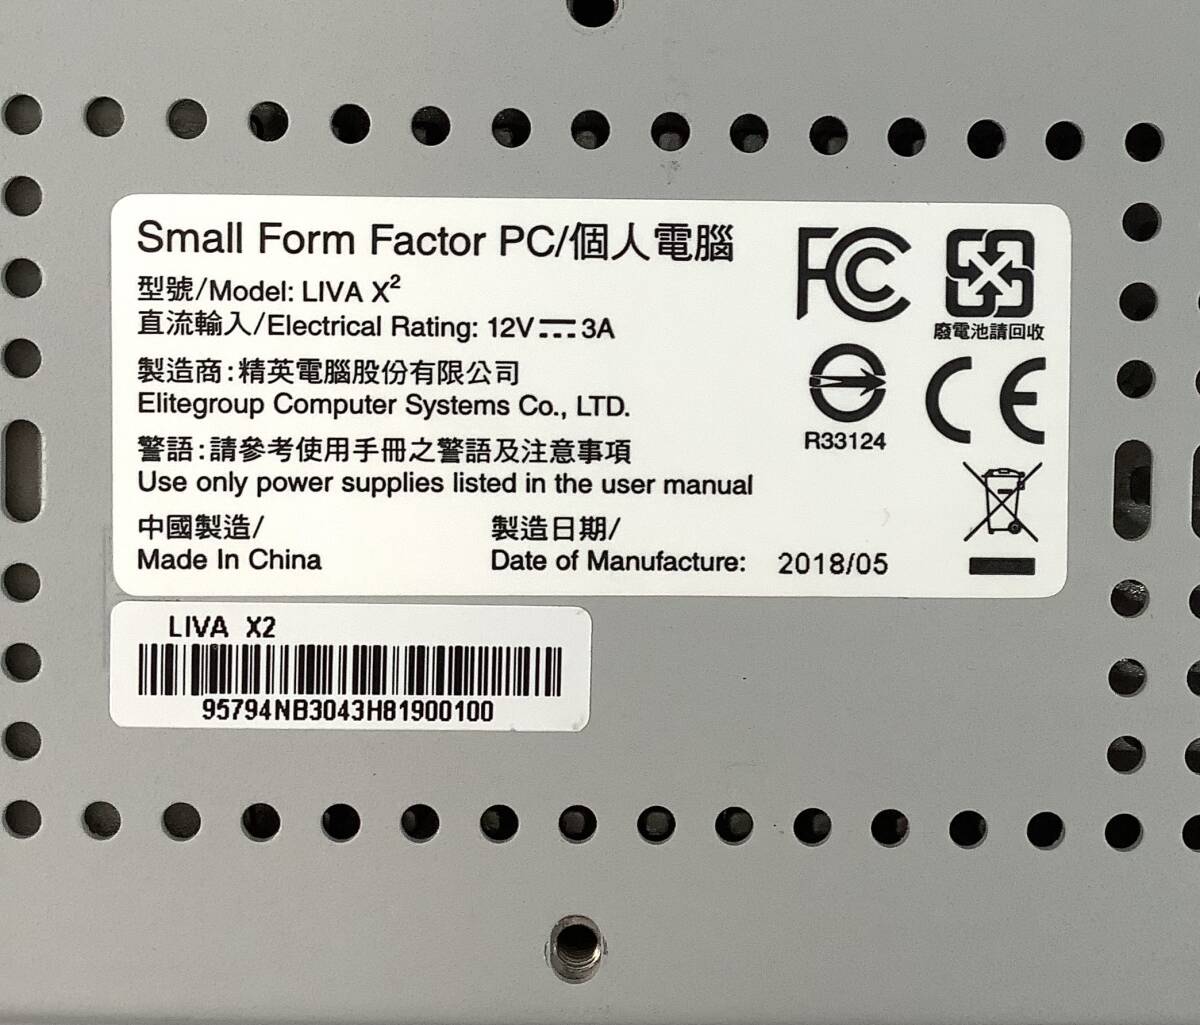 Small Form Factor PC/個人電腦
型號/Model: LIVA X²
直流輸入/Electrical Rating: 12V⎓3A
製造商:精英電腦股份有限公司
Elitegroup Computer Systems Co., LTD.
警語:請參考使用手冊之警語及注意事項
Use only power supplies listed in the user manual
中國製造/
Made In China
製造日期/
Date of Manufacture: 2018/05
FC
廢電池請回收
R33124
CE
LIVA X2
95794NB3043H81900100